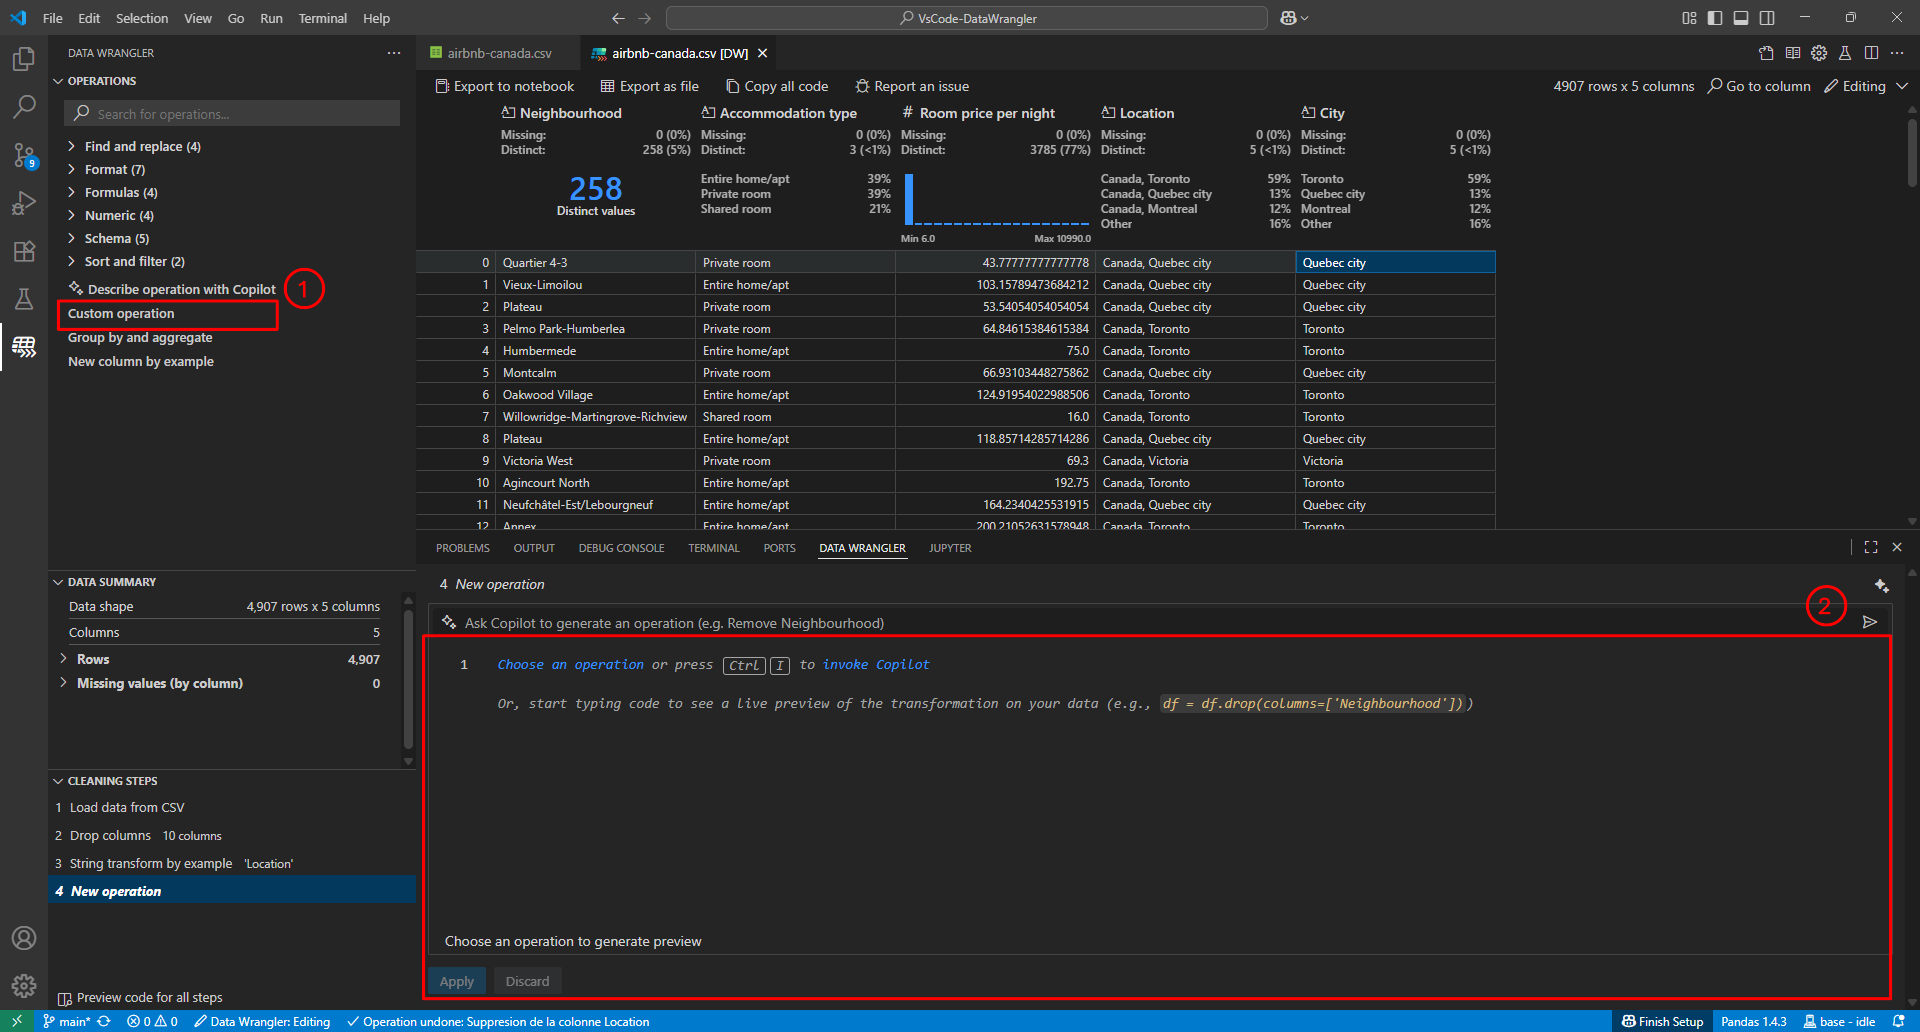 File Edit Selection View Go Run Terminal Help
VsCode-DataWrangler
DATA WRANGLER
airbnb-canada.csv
airbnb-canada.csv [DW]
OPERATIONS
Search for operations...
Find and replace (4)
Format (7)
Formulas (4)
Numeric (4)
Schema (5)
Sort and filter (2)
Describe operation with Copilot
1
Custom operation
Group by and aggregate
New column by example
9
Export to notebook Export as file Copy all code Report an issue
4907 rows x 5 columns Go to column Editing
Neighbourhood Accommodation type # Room price per night Location City
Missing: 0 (0%) Missing: 0 (0%) Missing: 0 (0%) Missing: 0 (0%) Missing: 0 (0%)
Distinct: 258 (5%) Distinct: 3 (<1%) Distinct: 3785 (77%) Distinct: 5 (<1%) Distinct: 5 (<1%)
258
Distinct values
Entire home/apt 39%
Private room 39%
Shared room 21%
Min 6.0 Max 10990.0
Canada, Toronto 59%
Canada, Quebec city 13%
Canada, Montreal 12%
Other 16%
Toronto 59%
Quebec city 13%
Montreal 12%
Other 16%
0 Quartier 4-3 Private room 43.77777777777778 Canada, Quebec city Quebec city
1 Vieux-Limoilou Entire home/apt 103.15789473684212 Canada, Quebec city Quebec city
2 Plateau Private room 53.54054054054054 Canada, Quebec city Quebec city
3 Pelmo Park-Humberlea Private room 64.84615384615384 Canada, Toronto Toronto
4 Humbermede Entire home/apt 75.0 Canada, Toronto Toronto
5 Montcalm Private room 66.93103448275862 Canada, Quebec city Quebec city
6 Oakwood Village Entire home/apt 124.91954022988506 Canada, Toronto Toronto
7 Willowridge-Martingrove-Richview Shared room 16.0 Canada, Toronto Toronto
8 Plateau Entire home/apt 118.85714285714286 Canada, Quebec city Quebec city
9 Victoria West Private room 69.3 Canada, Victoria Victoria
10 Agincourt North Entire home/apt 192.75 Canada, Toronto Toronto
11 Neufchâtel-Est/Lebourgneuf Entire home/apt 164.2340425531915 Canada, Quebec city Quebec city
12 Annex Entire home/apt 200.21052631578948 Canada, Toronto Toronto
PROBLEMS OUTPUT DEBUG CONSOLE TERMINAL PORTS DATA WRANGLER JUPYTER
4 New operation
2
Ask Copilot to generate an operation (e.g. Remove Neighbourhood)
1 Choose an operation or press Ctrl I to invoke Copilot
Or, start typing code to see a live preview of the transformation on your data (e.g., df = df.drop(columns=['Neighbourhood']))
Choose an operation to generate preview
Apply Discard
DATA SUMMARY
Data shape 4,907 rows x 5 columns
Columns 5
Rows 4,907
Missing values (by column) 0
CLEANING STEPS
1 Load data from CSV
2 Drop columns 10 columns
3 String transform by example 'Location'
4 New operation
Preview code for all steps
main* 0 0 Data Wrangler: Editing Operation undone: Suppresion de la colonne Location
Finish Setup Pandas 1.4.3 base - idle